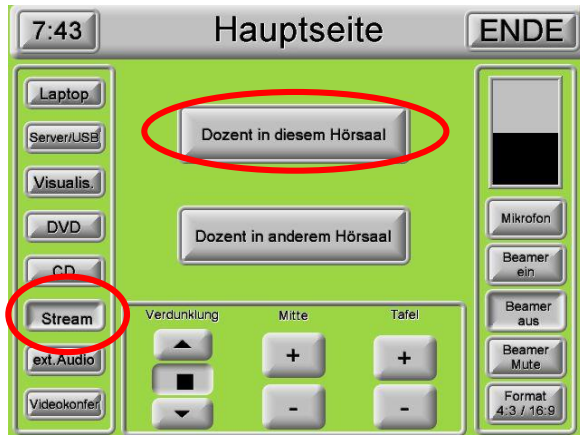 7:43
Hauptseite
ENDE
Laptop
Server/USB
Visualis.
DVD
CD
Stream
ext.Audio
Videokonfer
Dozent in diesem Hörsaal
Dozent in anderem Hörsaal
Verdunklung
Mitte
Tafel
+
+
-
-
Mikrofon
Beamer
ein
Beamer
aus
Beamer
Mute
Format
4:3 / 16:9